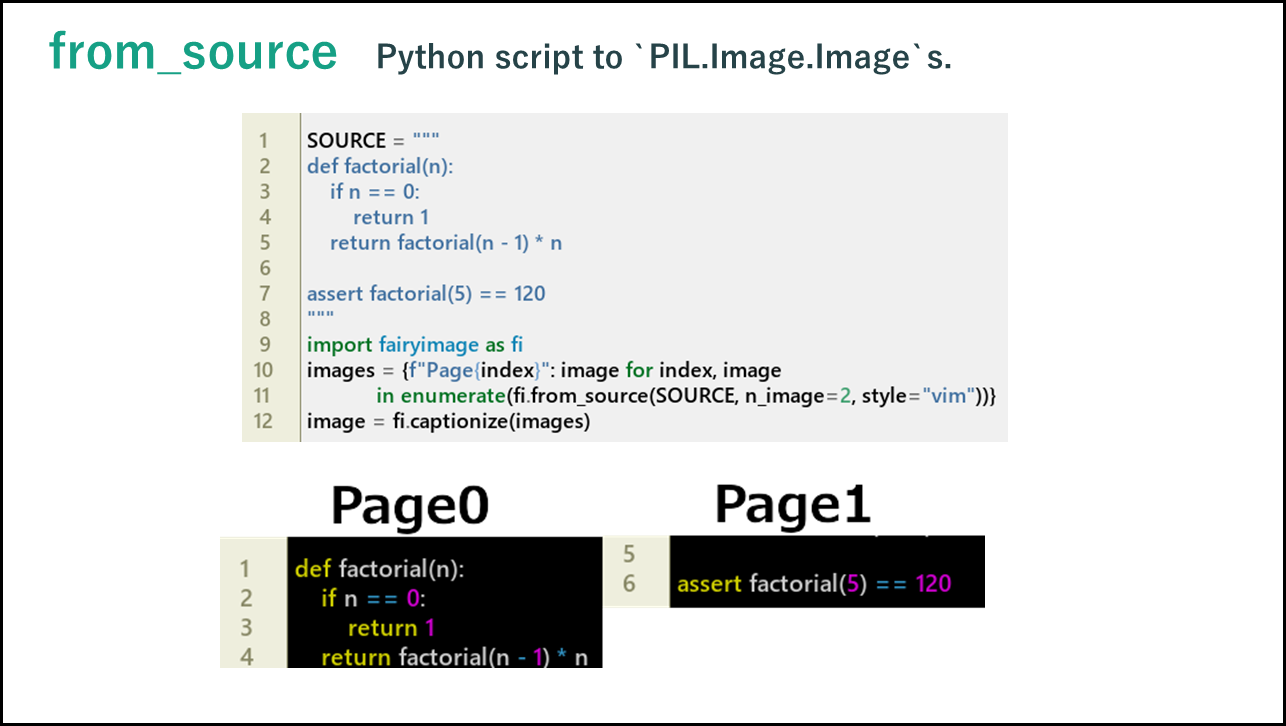 from_source Python script to `PIL.Image.Image`s.
1 SOURCE = """
2 def factorial(n):
3 if n == 0:
4 return 1
5 return factorial(n - 1) * n
6
7 assert factorial(5) == 120
8 """
9 import fairyimage as fi
10 images = {f"Page{index}": image for index, image
11 in enumerate(fi.from_source(SOURCE, n_image=2, style="vim"))}
12 image = fi.captionize(images)
Page0
1 def factorial(n):
2 if n == 0:
3 return 1
4 return factorial(n - 1) * n
Page1
5
6 assert factorial(5) == 120